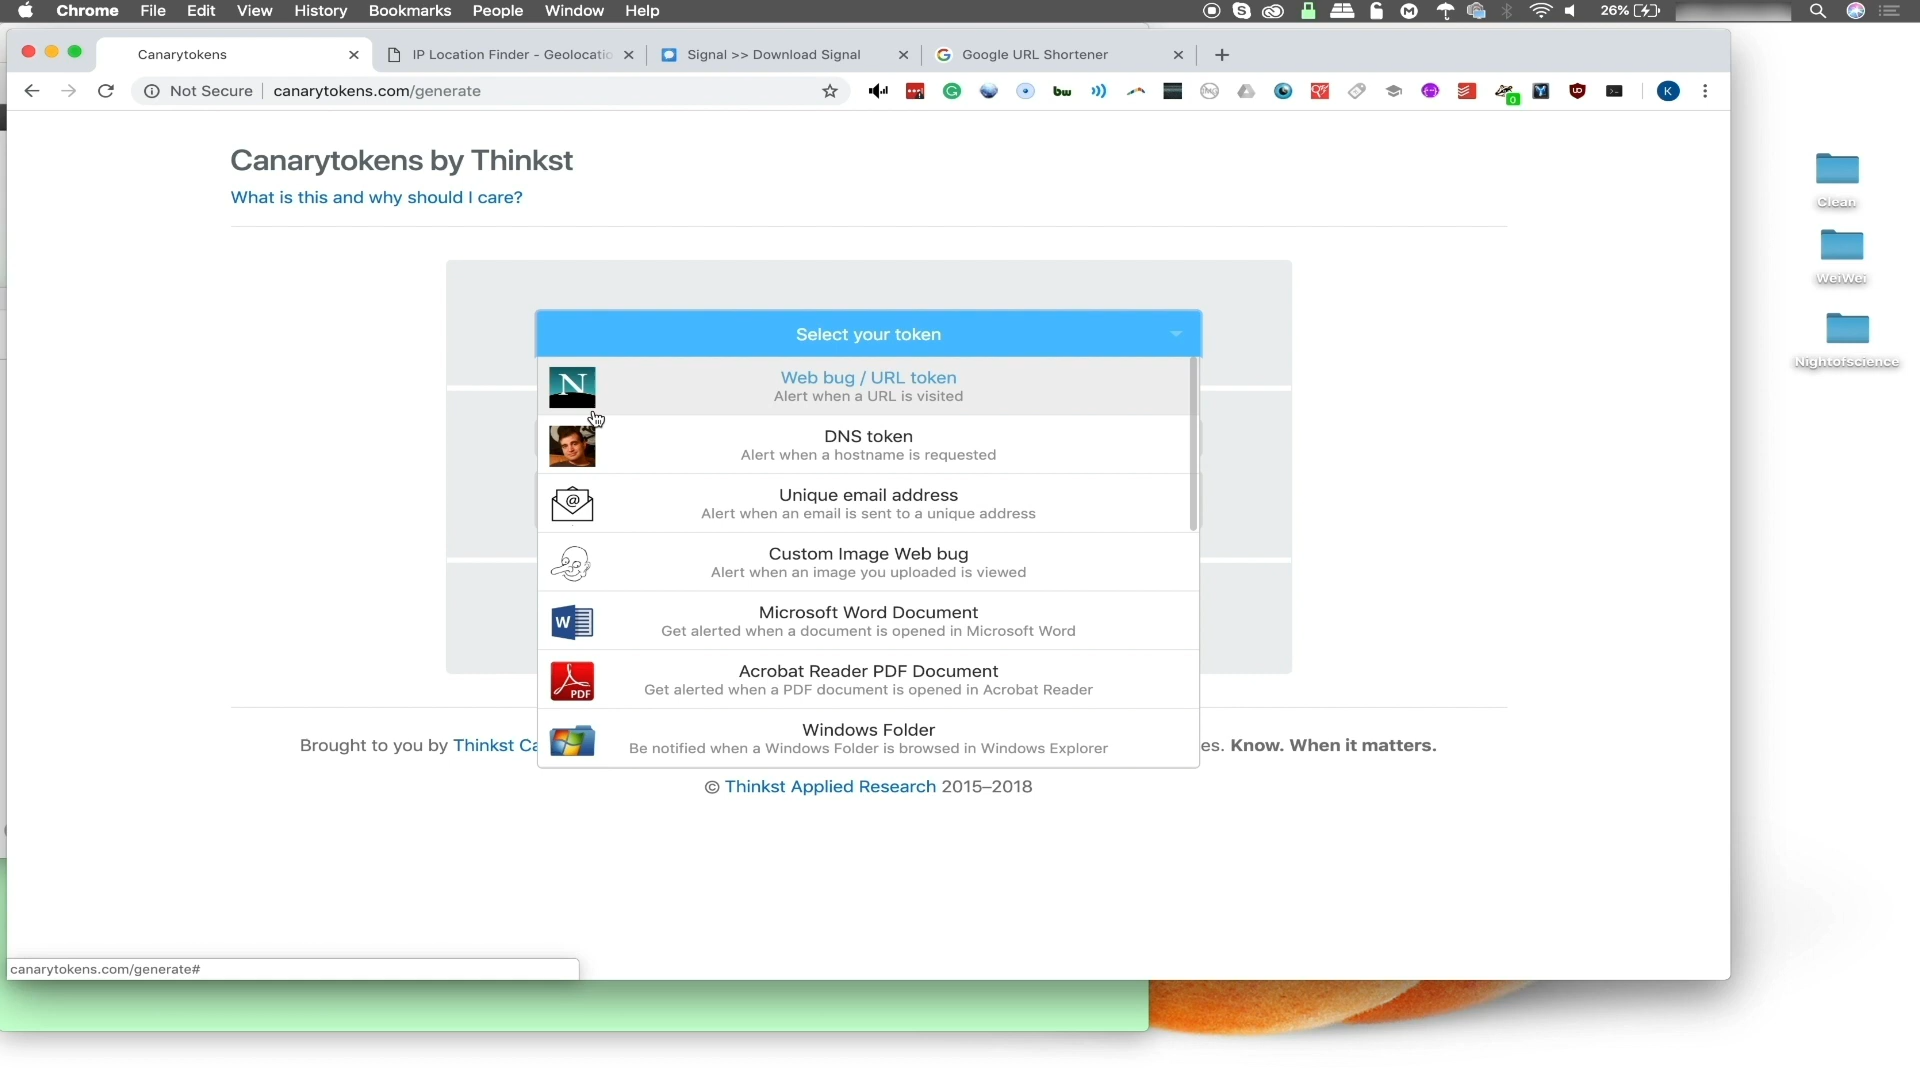 Chrome File Edit View History Bookmarks People Window Help 26%
Canarytokens IP Location Finder - Geolocatio Signal >> Download Signal Google URL Shortener
Not Secure canarytokens.com/generate K
Canarytokens by Thinkst
What is this and why should I care?
Select your token
Web bug / URL token
Alert when a URL is visited
DNS token
Alert when a hostname is requested
Unique email address
Alert when an email is sent to a unique address
Custom Image Web bug
Alert when an image you uploaded is viewed
Microsoft Word Document
Get alerted when a document is opened in Microsoft Word
Acrobat Reader PDF Document
Get alerted when a PDF document is opened in Acrobat Reader
Windows Folder
Be notified when a Windows Folder is browsed in Windows Explorer
Brought to you by Thinkst Ca es. Know. When it matters.
© Thinkst Applied Research 2015–2018
canarytokens.com/generate#
Clean
WeiWei
Nightofscience